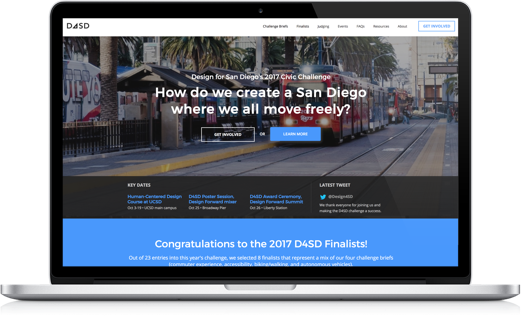 D4SD
Challenge Briefs Finalists Judging Events FAQs Resources About GET INVOLVED
Design for San Diego's 2017 Civic Challenge
How do we create a San Diego
where we all move freely?
GET INVOLVED OR LEARN MORE
KEY DATES
Human-Centered Design
Course at UCSD
Oct 3-19 • UCSD main campus
D4SD Poster Session,
Design Forward mixer
Oct 25 • Broadway Pier
D4SD Award Ceremony,
Design Forward Summit
Oct 26 • Liberty Station
LATEST TWEET
@Design4SD
We thank everyone for joining us and
making the D4SD challenge a success.
Congratulations to the 2017 D4SD Finalists!
Out of 23 entries into this year's challenge, we selected 8 finalists that represent a mix of our four challenge briefs
(commuter experience, accessibility, biking/walking, and autonomous vehicles).